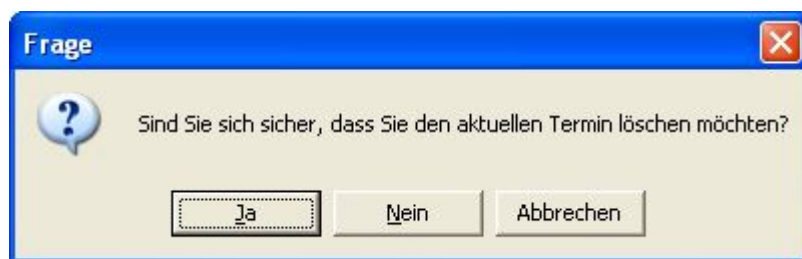 Frage
Sind Sie sich sicher, dass Sie den aktuellen Termin löschen möchten?
Ja Nein Abbrechen